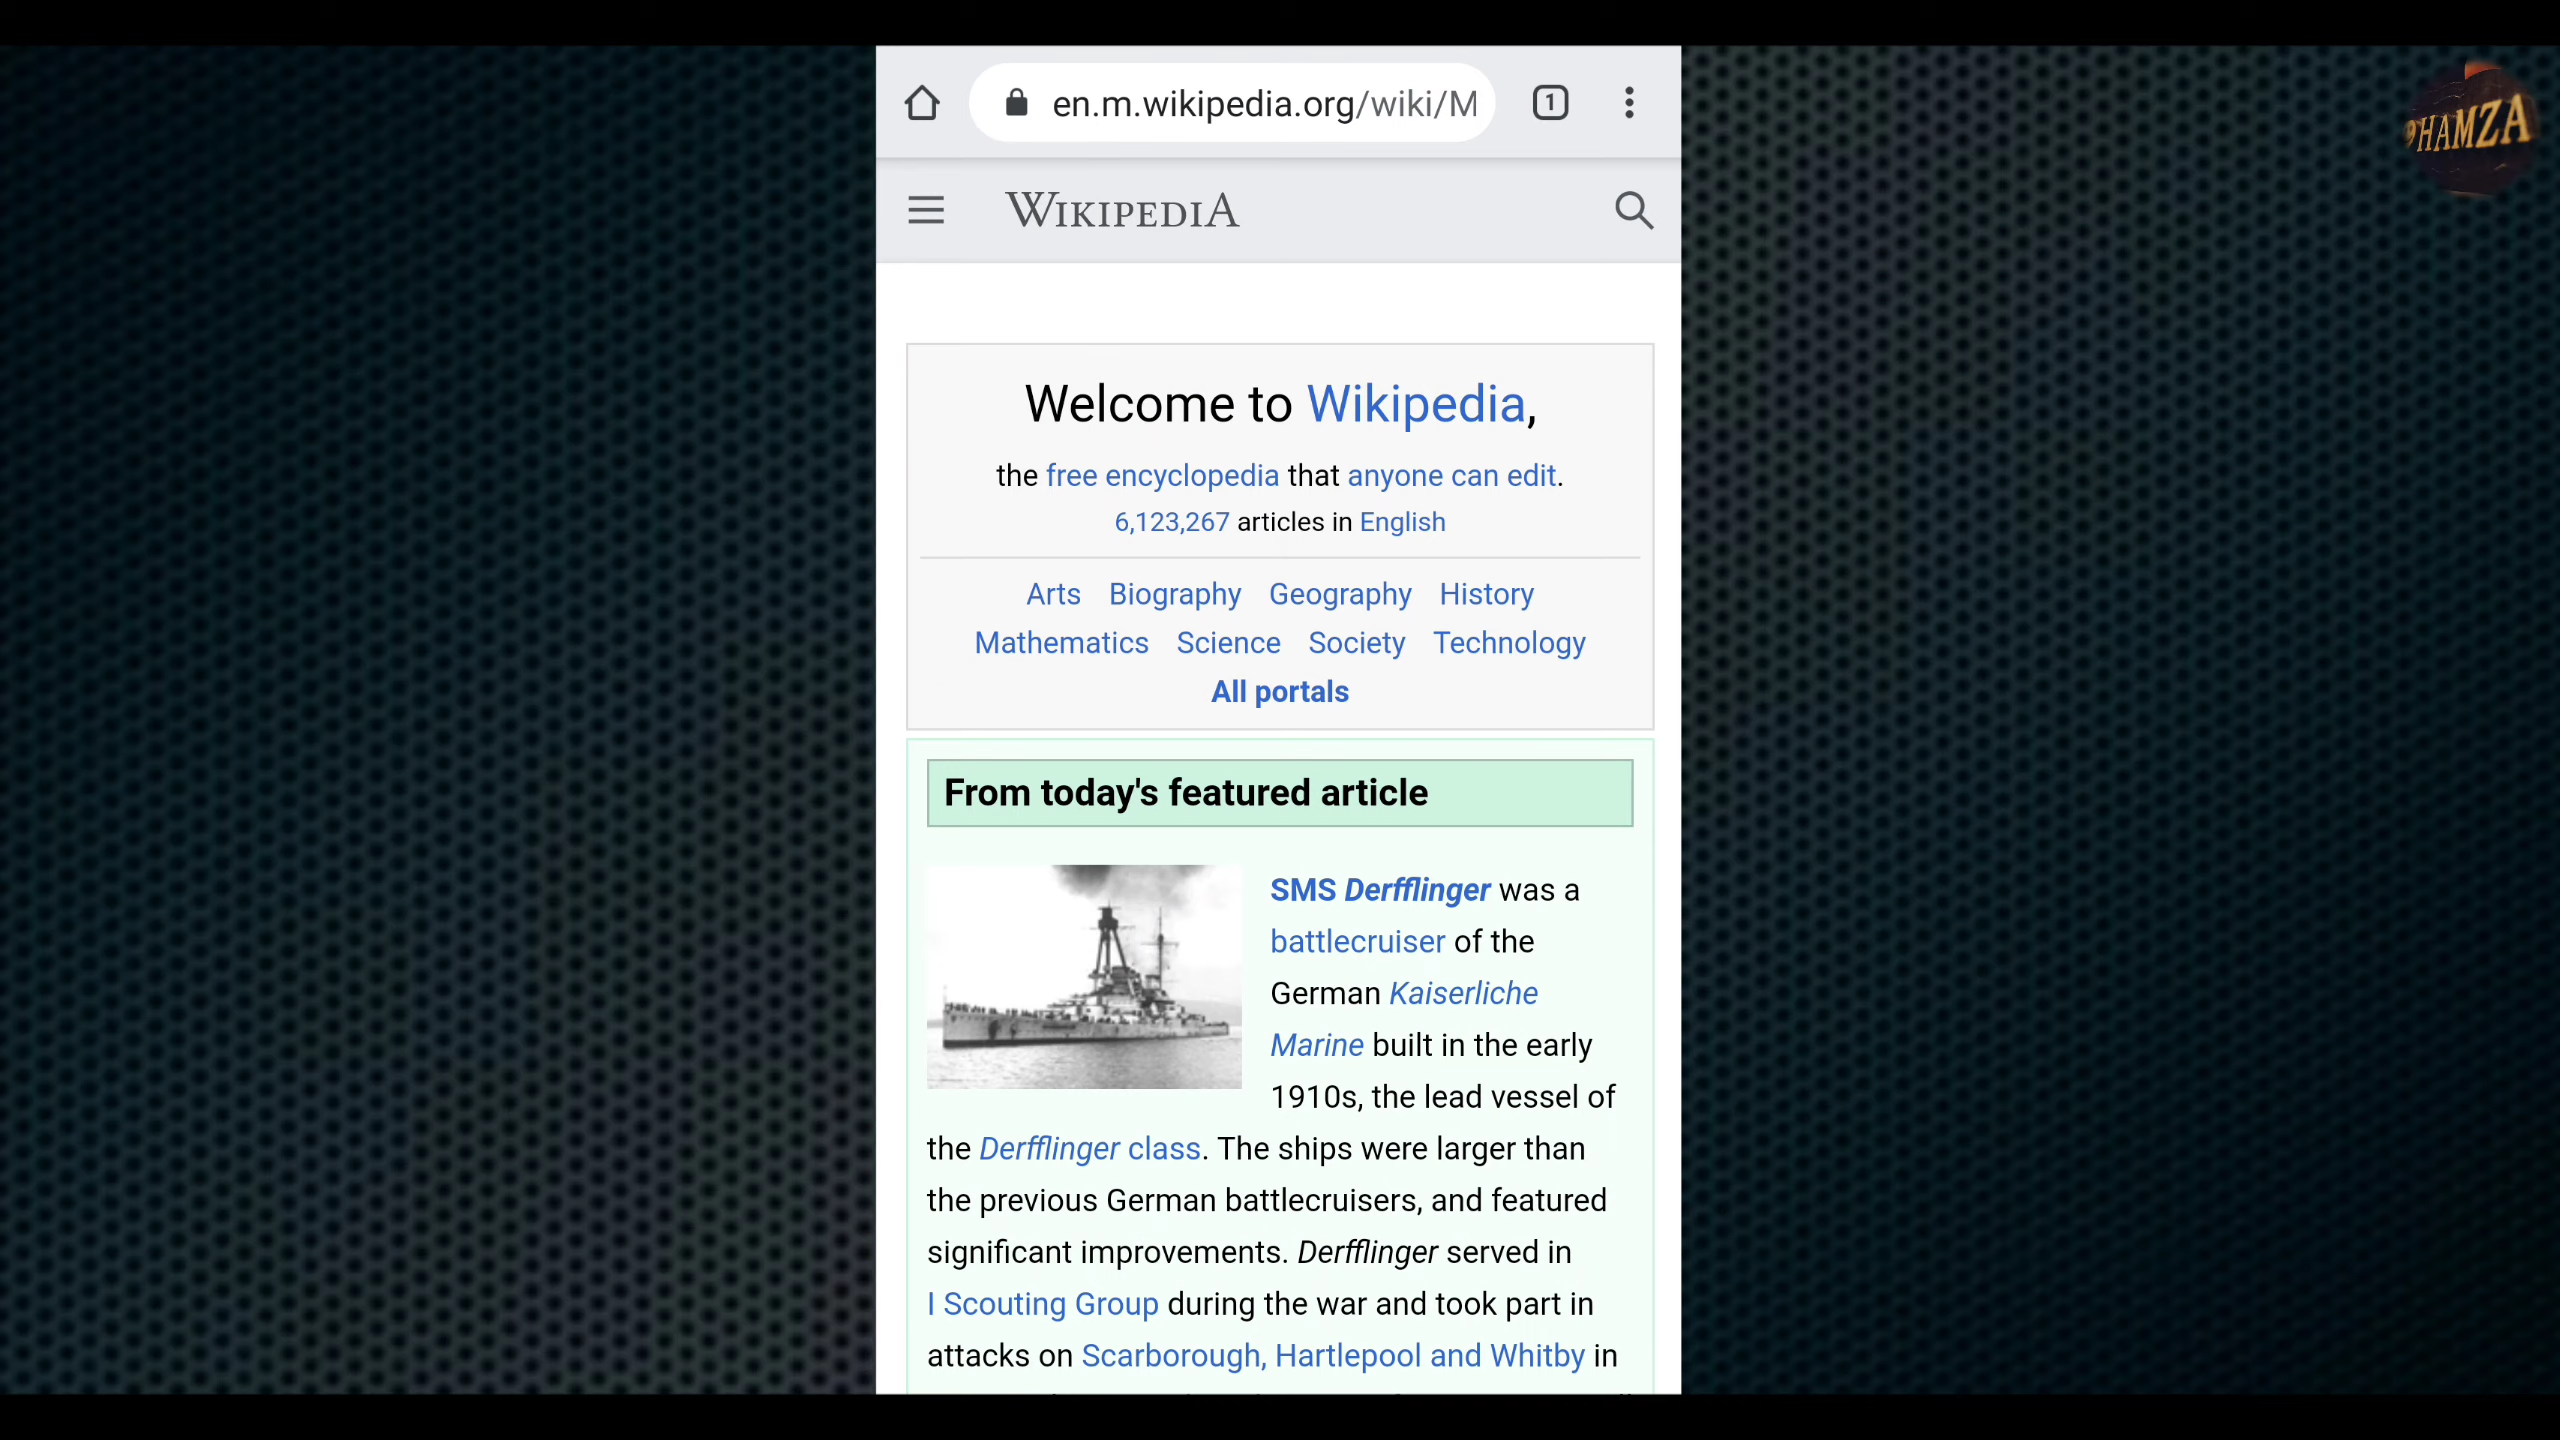 en.m.wikipedia.org/wiki/M
1
HAMZA
WIKIPEDIA
Welcome to Wikipedia,
the free encyclopedia that anyone can edit.
6,123,267 articles in English
Arts Biography Geography History
Mathematics Science Society Technology
All portals
From today's featured article
SMS Derfflinger was a
battlecruiser of the
German Kaiserliche
Marine built in the early
1910s, the lead vessel of
the Derfflinger class. The ships were larger than
the previous German battlecruisers, and featured
significant improvements. Derfflinger served in
I Scouting Group during the war and took part in
attacks on Scarborough, Hartlepool and Whitby in